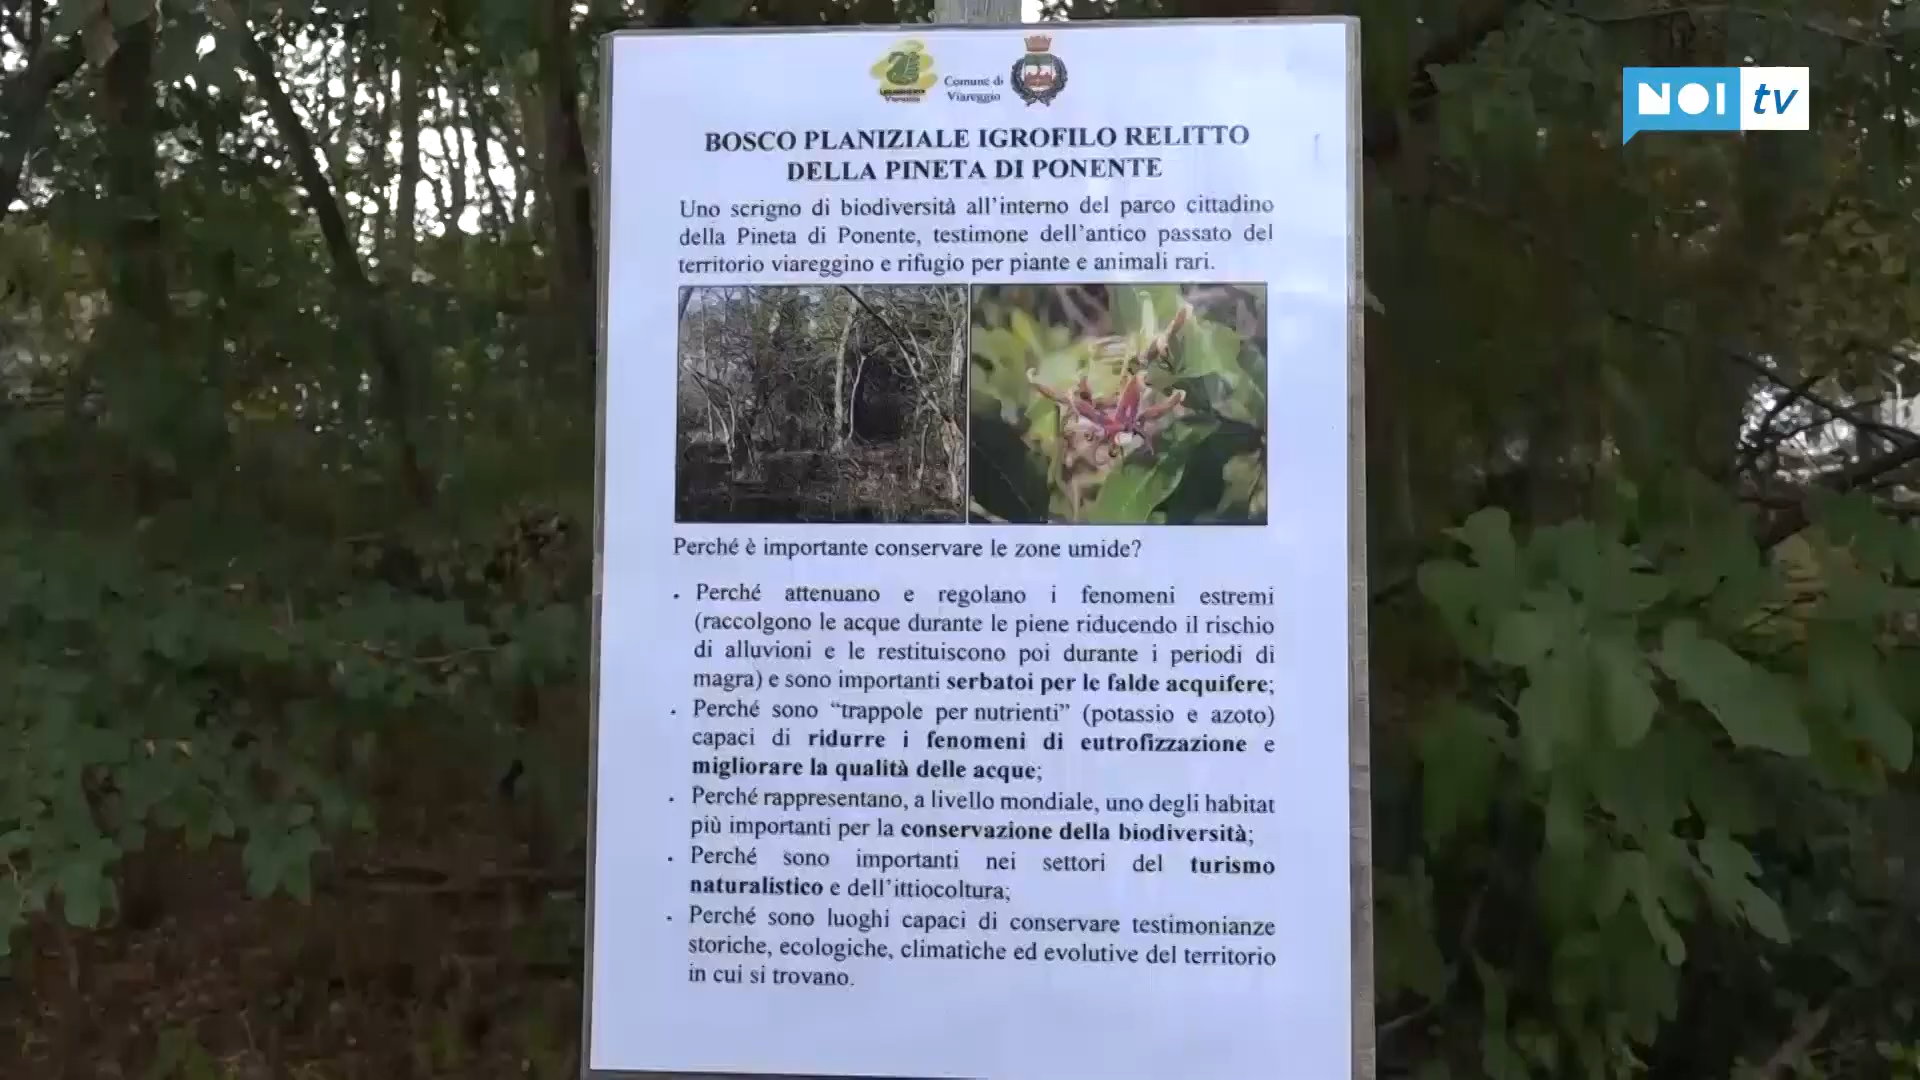 NOI tv
LEGAMBIENTE
Versilia
Comune di
Viareggio
BOSCO PLANIZIALE IGROFILO RELITTO
DELLA PINETA DI PONENTE
Uno scrigno di biodiversità all'interno del parco cittadino
della Pineta di Ponente, testimone dell'antico passato del
territorio viareggino e rifugio per piante e animali rari.
Perché è importante conservare le zone umide?
• Perché attenuano e regolano i fenomeni estremi
(raccolgono le acque durante le piene riducendo il rischio
di alluvioni e le restituiscono poi durante i periodi di
magra) e sono importanti serbatoi per le falde acquifere;
• Perché sono “trappole per nutrienti” (potassio e azoto)
capaci di ridurre i fenomeni di eutrofizzazione e
migliorare la qualità delle acque;
• Perché rappresentano, a livello mondiale, uno degli habitat
più importanti per la conservazione della biodiversità;
• Perché sono importanti nei settori del turismo
naturalistico e dell'ittiocoltura;
• Perché sono luoghi capaci di conservare testimonianze
storiche, ecologiche, climatiche ed evolutive del territorio
in cui si trovano.